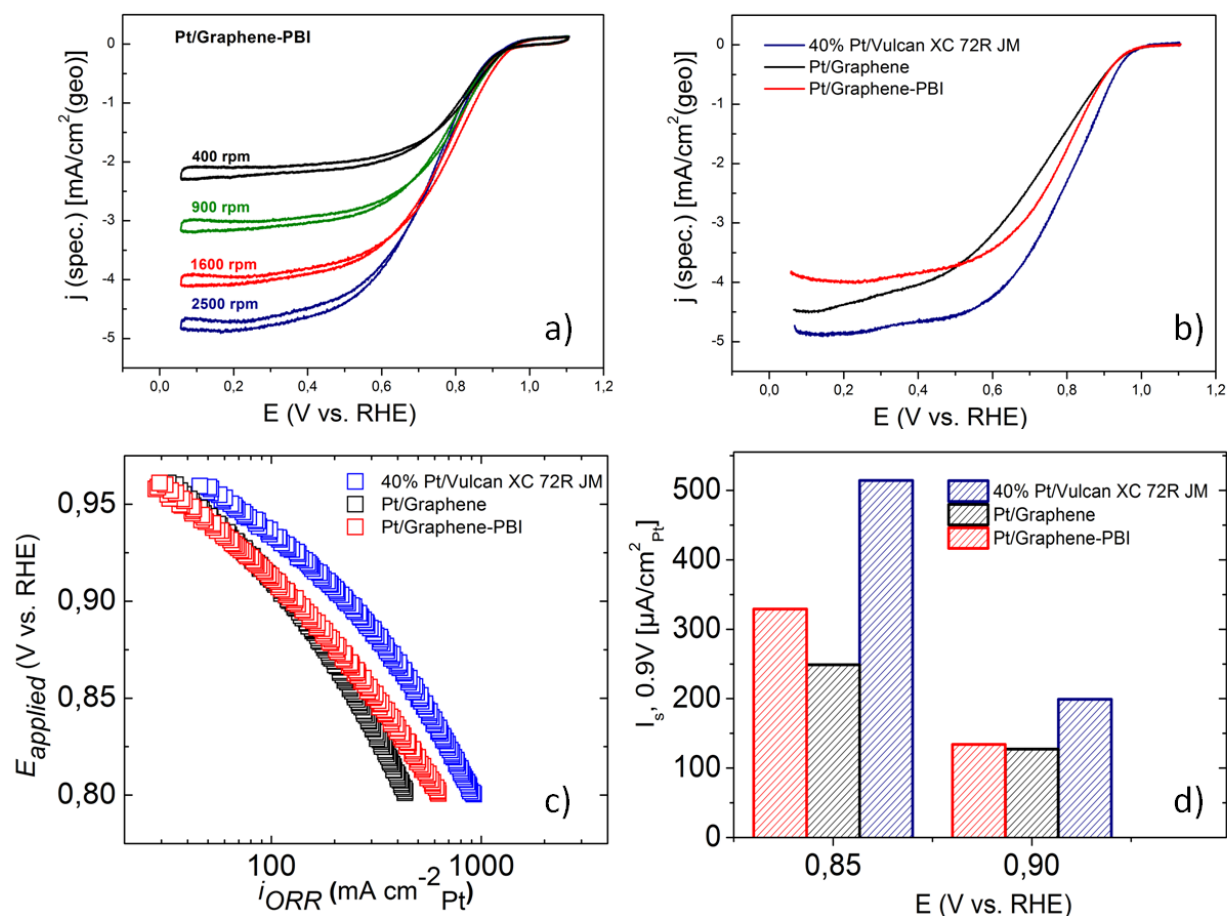 Pt/Graphene-PBI
400 rpm
900 rpm
1600 rpm
2500 rpm
0
-1
-2
-3
-4
-5
0,0 0,2 0,4 0,6 0,8 1,0 1,2
j (spec.) [mA/cm²(geo)]
E (V vs. RHE)
a)
40% Pt/Vulcan XC 72R JM
Pt/Graphene
Pt/Graphene-PBI
0
-1
-2
-3
-4
-5
0,0 0,2 0,4 0,6 0,8 1,0 1,2
j (spec.) [mA/cm²(geo)]
E (V vs. RHE)
b)
40% Pt/Vulcan XC 72R JM
Pt/Graphene
Pt/Graphene-PBI
0,95
0,90
0,85
0,80
100 1000
E_applied (V vs. RHE)
i_ORR (mA cm⁻²_Pt)
c)
40% Pt/Vulcan XC 72R JM
Pt/Graphene
Pt/Graphene-PBI
500
400
300
200
100
0
0,85 0,90
I_s, 0.9V [µA/cm²_Pt]
E (V vs. RHE)
d)